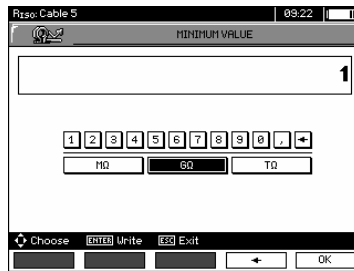 RISO: Cable 5 09:22
MINIMUM VALUE
1
1 2 3 4 5 6 7 8 9 0 , ←
MΩ GΩ TΩ
Choose ENTER Write ESC Exit
← OK